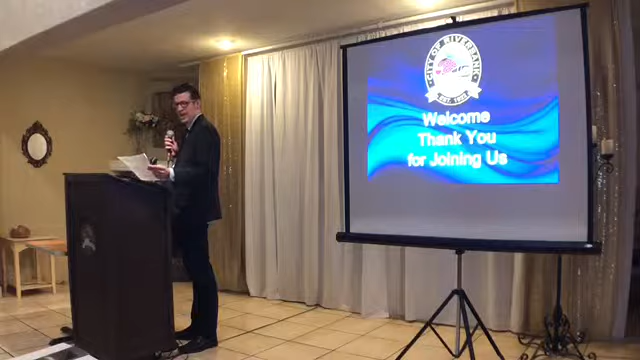 CITY OF RIVERBANK
EST. 1922
Welcome
Thank You
for Joining Us